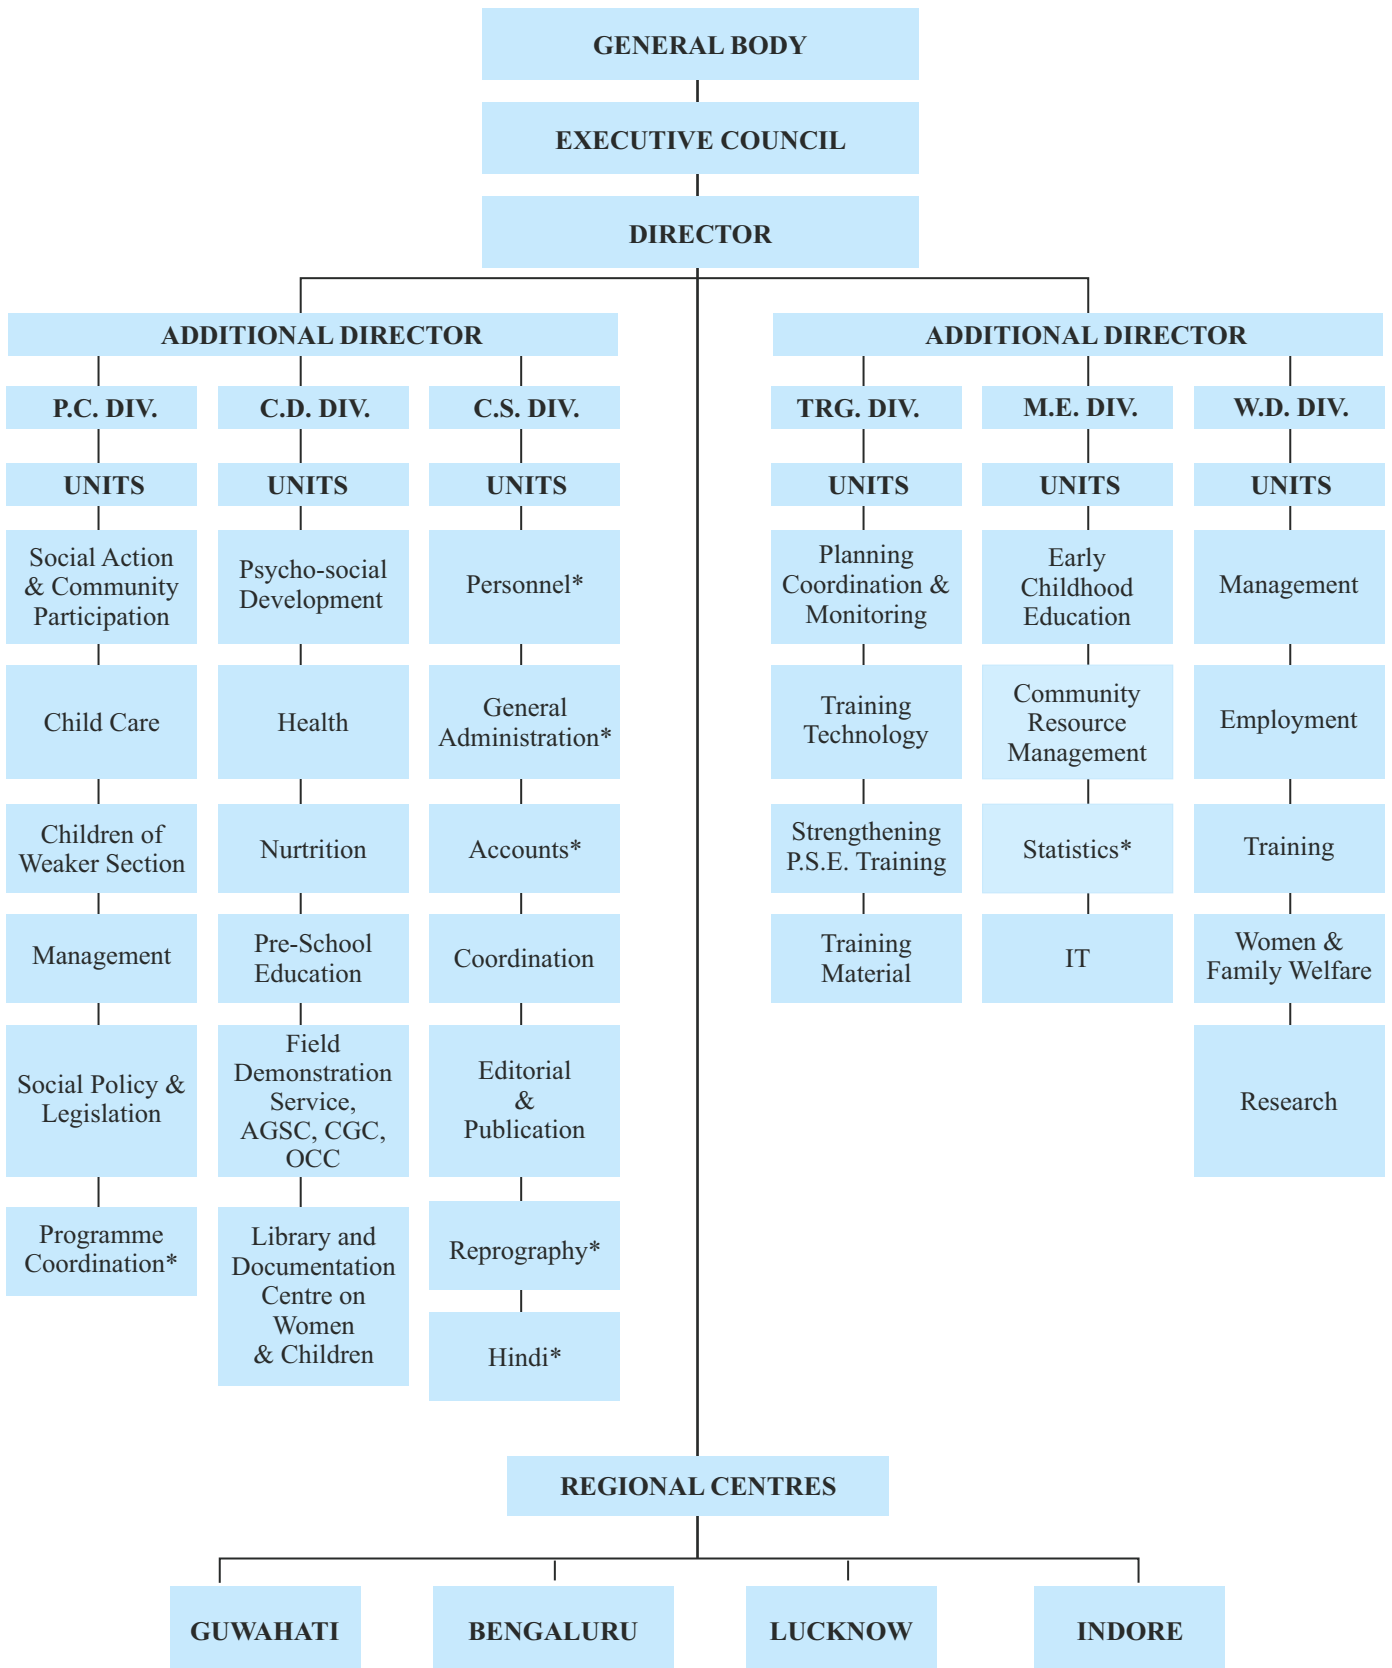 GENERAL BODY
EXECUTIVE COUNCIL
DIRECTOR
ADDITIONAL DIRECTOR
P.C. DIV.
UNITS
Social Action
& Community
Participation
Child Care
Children of
Weaker Section
Management
Social Policy &
Legislation
Programme
Coordination*
C.D. DIV.
UNITS
Psycho-social
Development
Health
Nurtrition
Pre-School
Education
Field
Demonstration
Service,
AGSC, CGC,
OCC
Library and
Documentation
Centre on
Women
& Children
C.S. DIV.
UNITS
Personnel*
General
Administration*
Accounts*
Coordination
Editorial
&
Publication
Reprography*
Hindi*
ADDITIONAL DIRECTOR
TRG. DIV.
UNITS
Planning
Coordination &
Monitoring
Training
Technology
Strengthening
P.S.E. Training
Training
Material
M.E. DIV.
UNITS
Early
Childhood
Education
Community
Resource
Management
Statistics*
IT
W.D. DIV.
UNITS
Management
Employment
Training
Women &
Family Welfare
Research
REGIONAL CENTRES
GUWAHATI
BENGALURU
LUCKNOW
INDORE